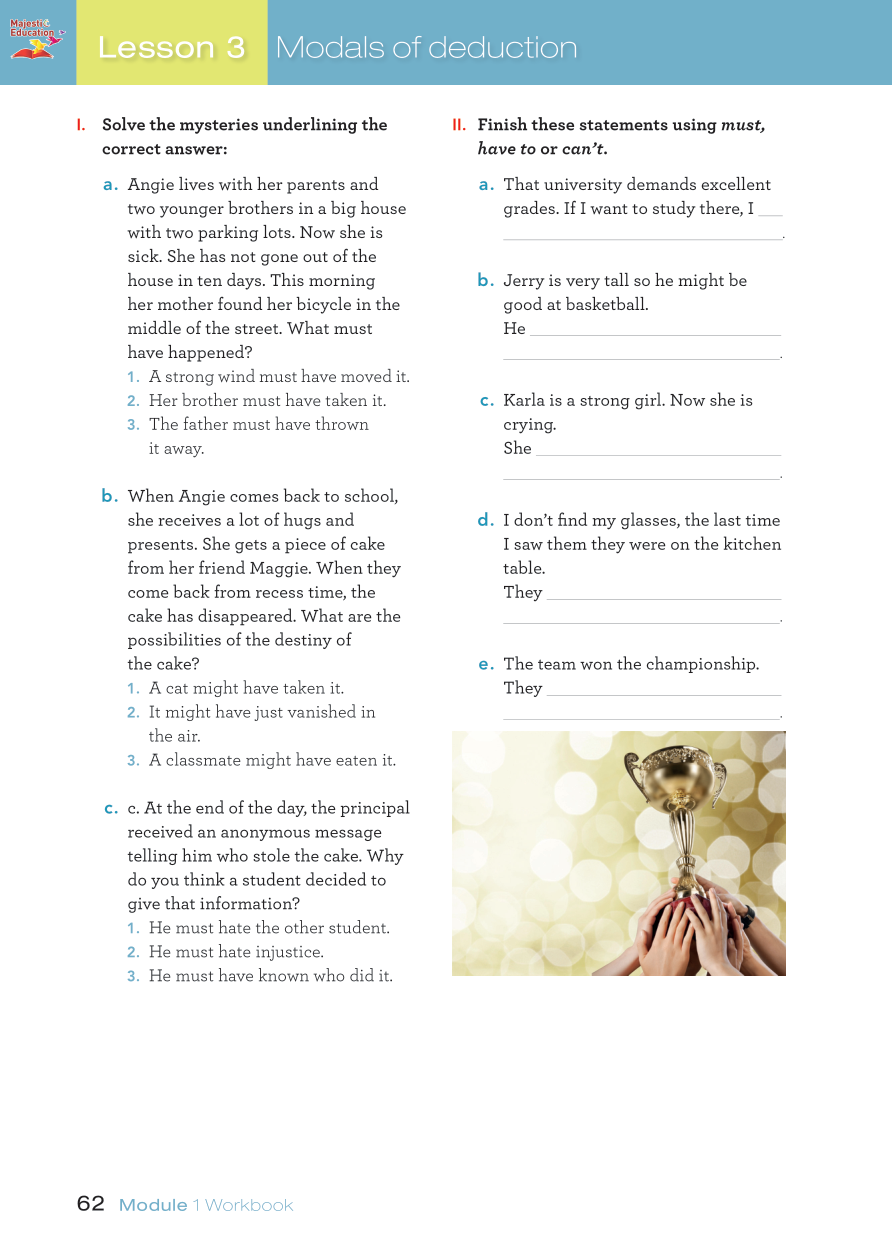 Majestic
Education
Lesson 3 Modals of deduction
I. Solve the mysteries underlining the
correct answer:
a. Angie lives with her parents and
two younger brothers in a big house
with two parking lots. Now she is
sick. She has not gone out of the
house in ten days. This morning
her mother found her bicycle in the
middle of the street. What must
have happened?
1. A strong wind must have moved it.
2. Her brother must have taken it.
3. The father must have thrown
it away.
b. When Angie comes back to school,
she receives a lot of hugs and
presents. She gets a piece of cake
from her friend Maggie. When they
come back from recess time, the
cake has disappeared. What are the
possibilities of the destiny of
the cake?
1. A cat might have taken it.
2. It might have just vanished in
the air.
3. A classmate might have eaten it.
c. c. At the end of the day, the principal
received an anonymous message
telling him who stole the cake. Why
do you think a student decided to
give that information?
1. He must hate the other student.
2. He must hate injustice.
3. He must have known who did it.
II. Finish these statements using must,
have to or can't.
a. That university demands excellent
grades. If I want to study there, I ___
___.
b. Jerry is very tall so he might be
good at basketball.
He ___
___.
c. Karla is a strong girl. Now she is
crying.
She ___
___.
d. I don't find my glasses, the last time
I saw them they were on the kitchen
table.
They ___
___.
e. The team won the championship.
They ___
___.
62 Module 1 Workbook